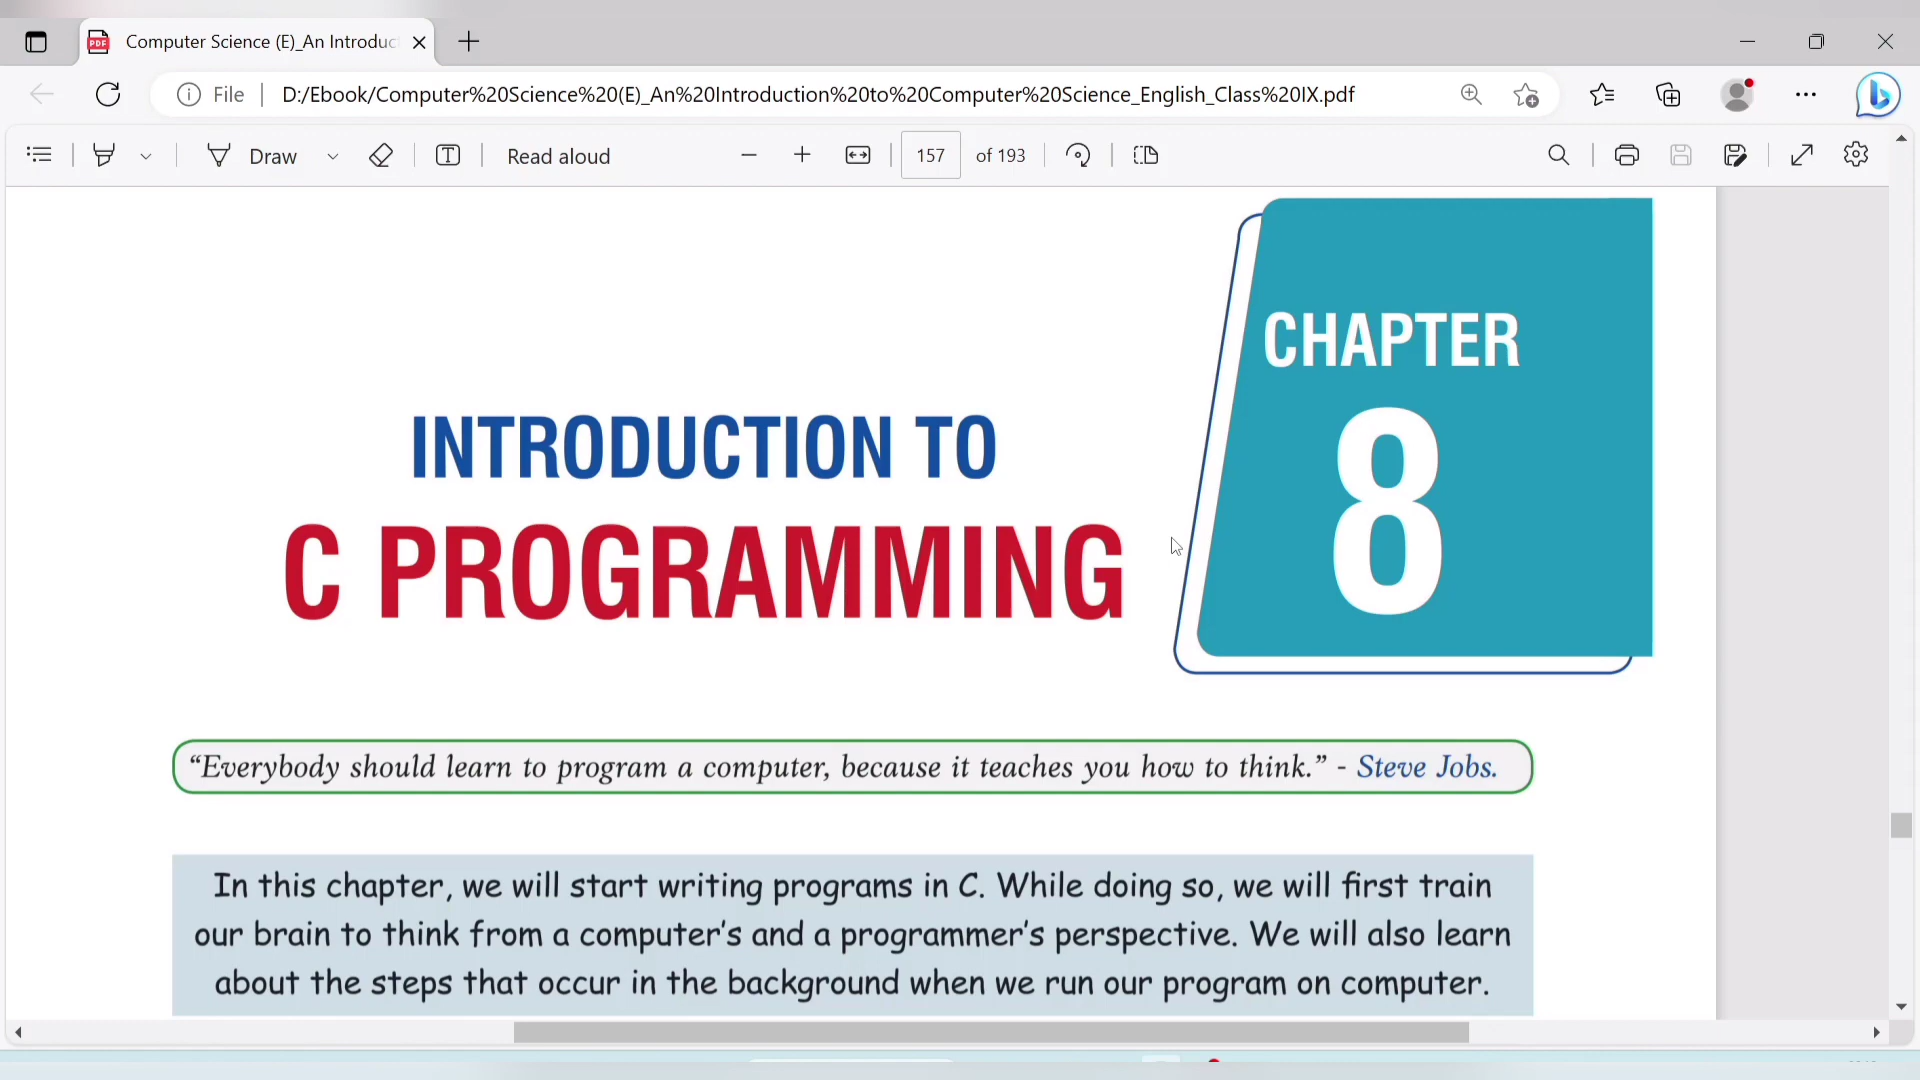 Computer Science (E)_An Introduc
File
D:/Ebook/Computer%20Science%20(E)_An%20Introduction%20to%20Computer%20Science_English_Class%20IX.pdf
Draw
Read aloud
157
of 193
CHAPTER
8
INTRODUCTION TO
C PROGRAMMING
“Everybody should learn to program a computer, because it teaches you how to think.” - Steve Jobs.
In this chapter, we will start writing programs in C. While doing so, we will first train
our brain to think from a computer’s and a programmer’s perspective. We will also learn
about the steps that occur in the background when we run our program on computer.